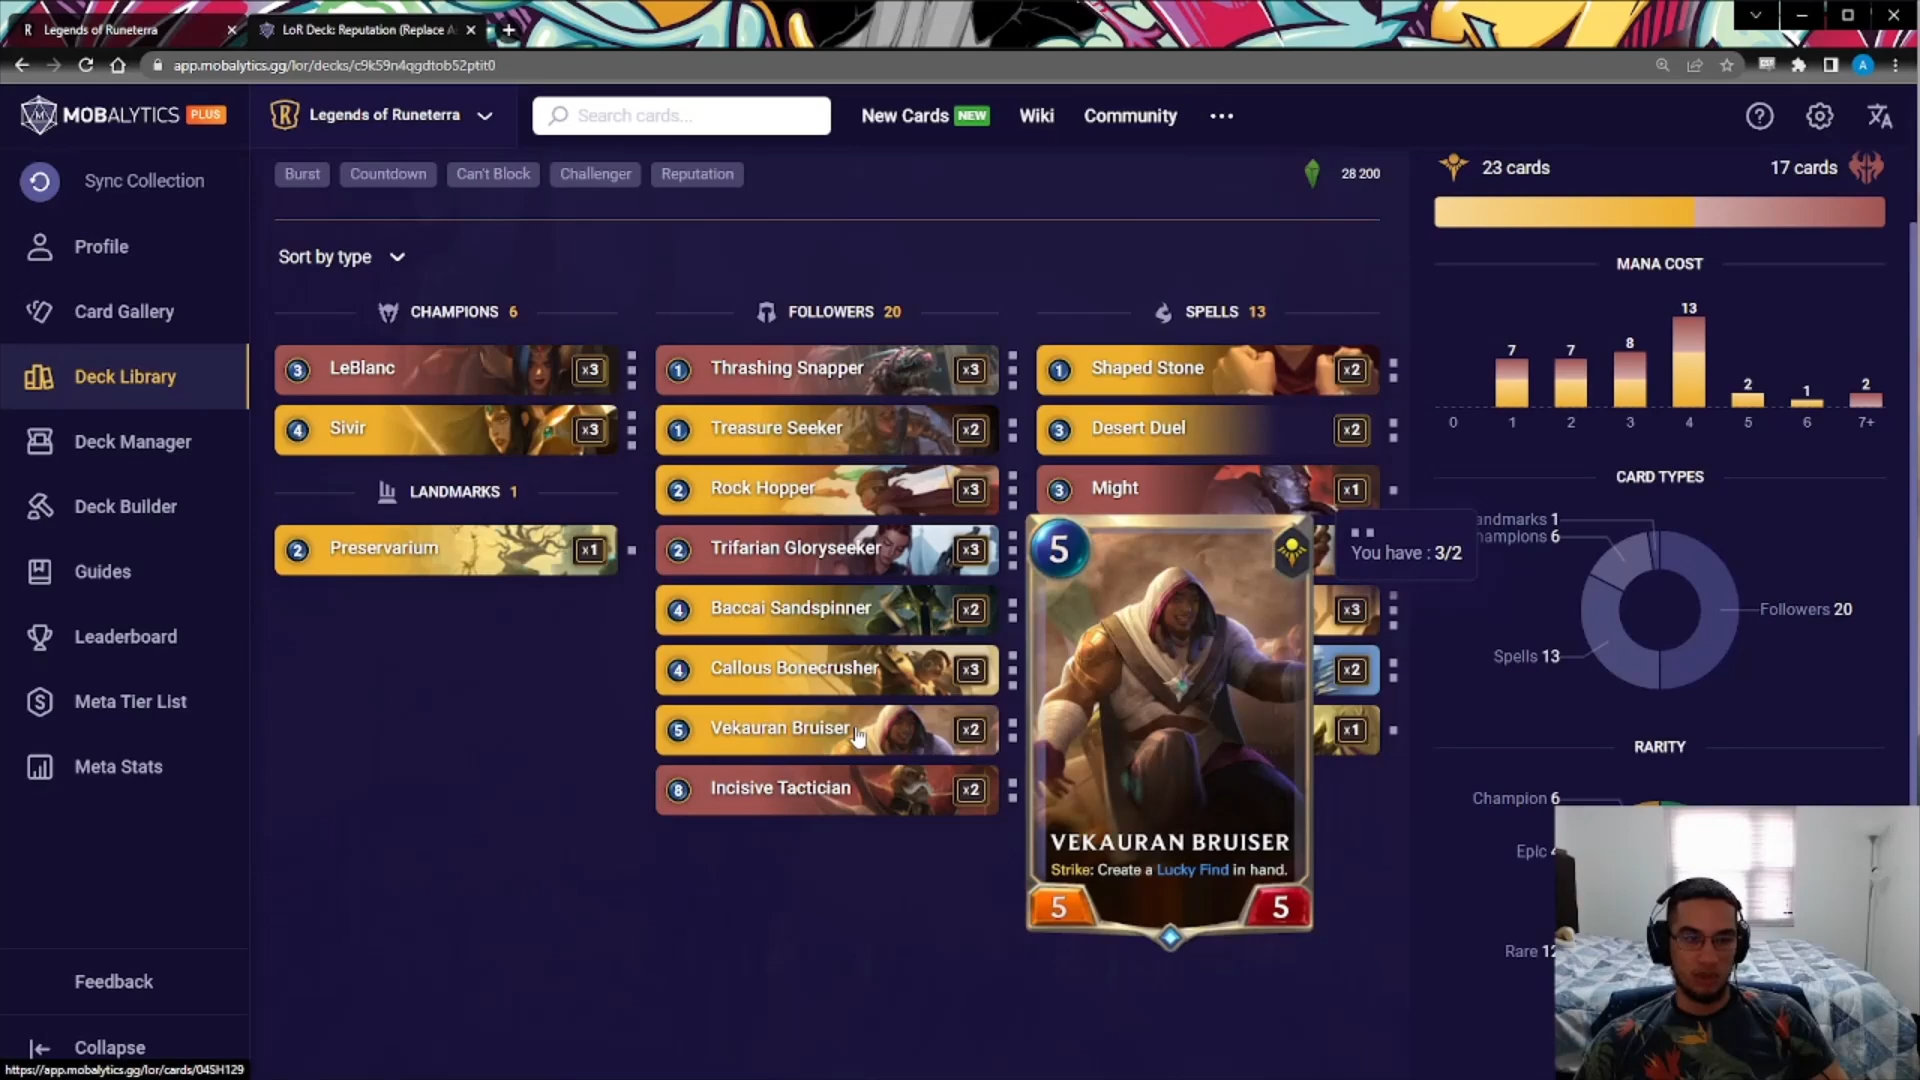 Legends of Runeterra
LoR Deck: Reputation (Replace A
app.mobalytics.gg/lor/decks/c9k59n4qgdtob52ptit0
A
MOBALYTICS PLUS
Legends of Runeterra
Search cards...
New Cards NEW
Wiki
Community
Sync Collection
Profile
Card Gallery
Deck Library
Deck Manager
Deck Builder
Guides
Leaderboard
Meta Tier List
Meta Stats
Feedback
Collapse
https://app.mobalytics.gg/lor/cards/04SH129
Burst
Countdown
Can't Block
Challenger
Reputation
28 200
Sort by type
CHAMPIONS 6
3 LeBlanc x3
4 Sivir x3
LANDMARKS 1
2 Preservarium x1
FOLLOWERS 20
1 Thrashing Snapper x3
1 Treasure Seeker x2
2 Rock Hopper x3
2 Trifarian Gloryseeker x3
4 Baccai Sandspinner x2
4 Callous Bonecrusher x3
5 Vekauran Bruiser x2
8 Incisive Tactician x2
SPELLS 13
1 Shaped Stone x2
3 Desert Duel x2
3 Might x1
x3
x2
x1
5
VEKAURAN BRUISER
Strike: Create a Lucky Find in hand.
5
5
You have : 3/2
23 cards
17 cards
MANA COST
7
7
8
13
2
1
2
0
1
2
3
4
5
6
7+
CARD TYPES
andmarks 1
hampions 6
Followers 20
Spells 13
RARITY
Champion 6
Epic
Rare 12